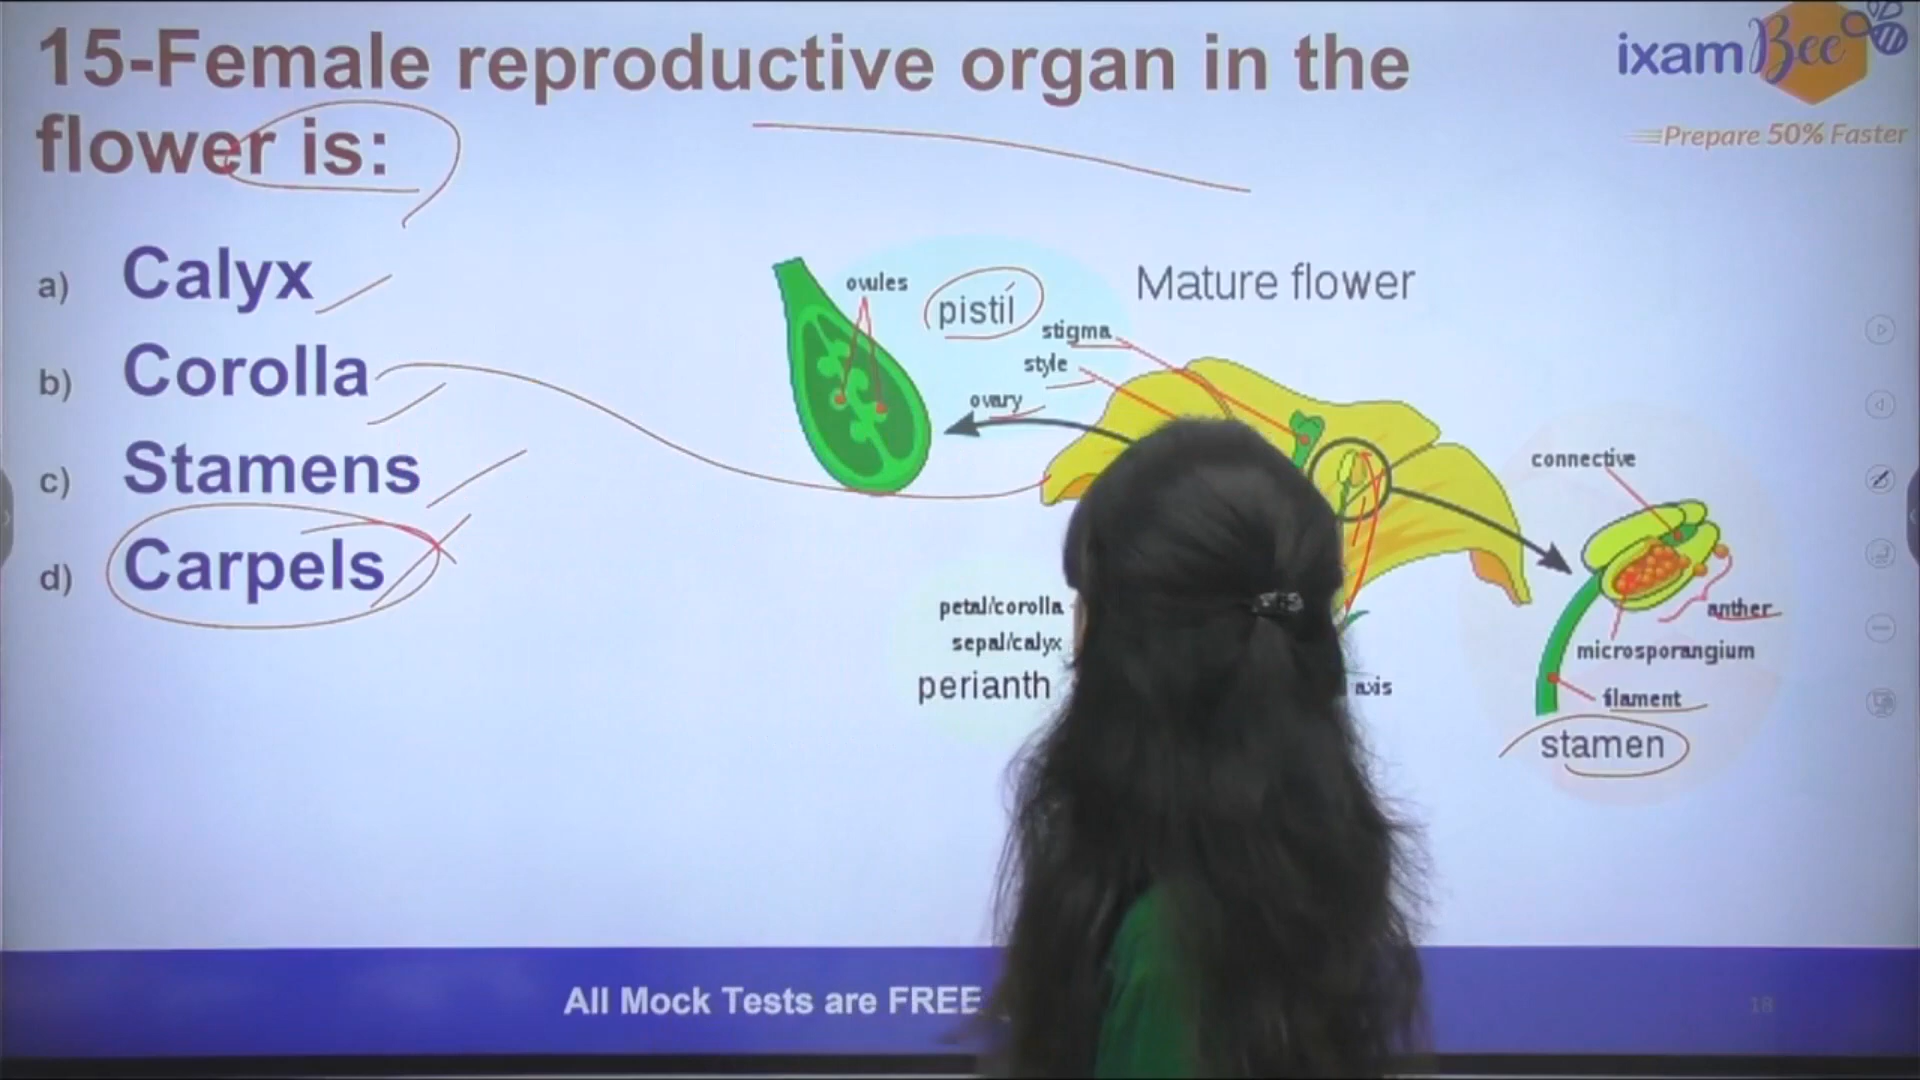 15-Female reproductive organ in the
flower is:
ixamBee
Prepare 50% Faster
a) Calyx
b) Corolla
c) Stamens
d) Carpels
Mature flower
ovules
pistil
stigma
style
ovary
connective
petal/corolla
sepal/calyx
perianth
axis
anther
microsporangium
filament
stamen
All Mock Tests are FREE
18